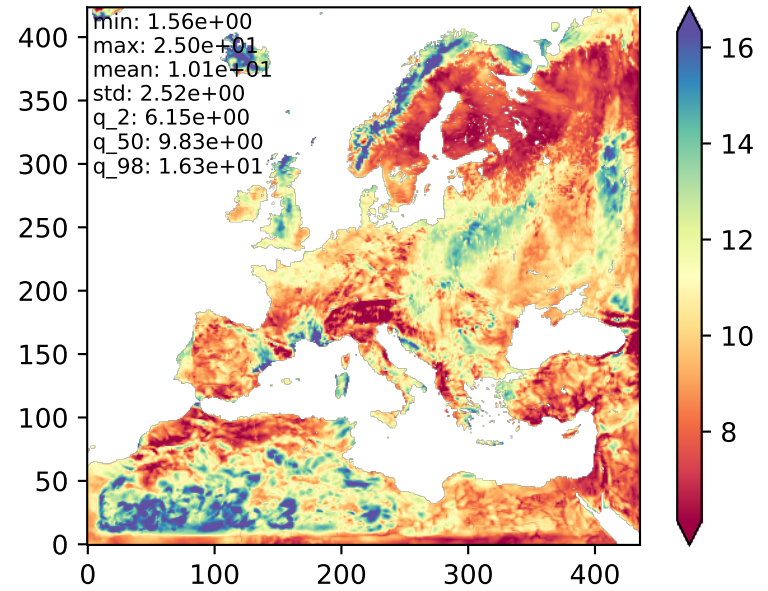 min: 1.56e+00
max: 2.50e+01
mean: 1.01e+01
std: 2.52e+00
q_2: 6.15e+00
q_50: 9.83e+00
q_98: 1.63e+01
400
350
300
250
200
150
100
50
0
0 100 200 300 400
16
14
12
10
8